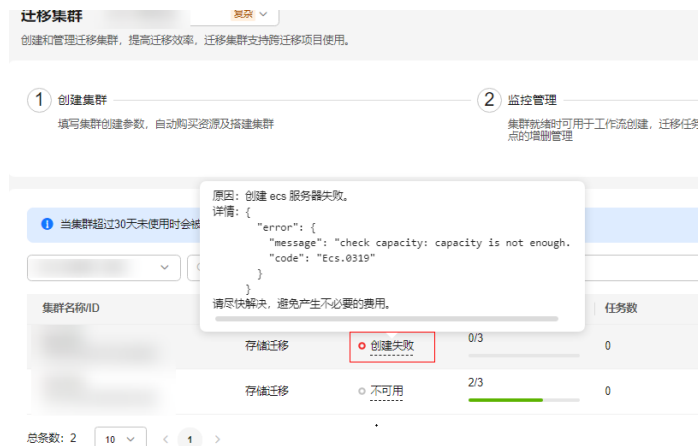 迁移集群
复杂
创建和管理迁移集群，提高迁移效率，迁移集群支持跨迁移项目使用。
1 创建集群
填写集群创建参数，自动购买资源及搭建集群
2 监控管理
集群就绪时可用于工作流创建，迁移任务
点的增删管理
原因：创建 ecs 服务器失败。
详情：{
"error": {
"message": "check capacity: capacity is not enough.
"code": "Ecs.0319"
}
}
请尽快解决，避免产生不必要的费用。
当集群超过30天未使用时会被
集群名称/ID
任务数
存储迁移 创建失败 0/3 0
存储迁移 不可用 2/3 0
总条数：2 10 1